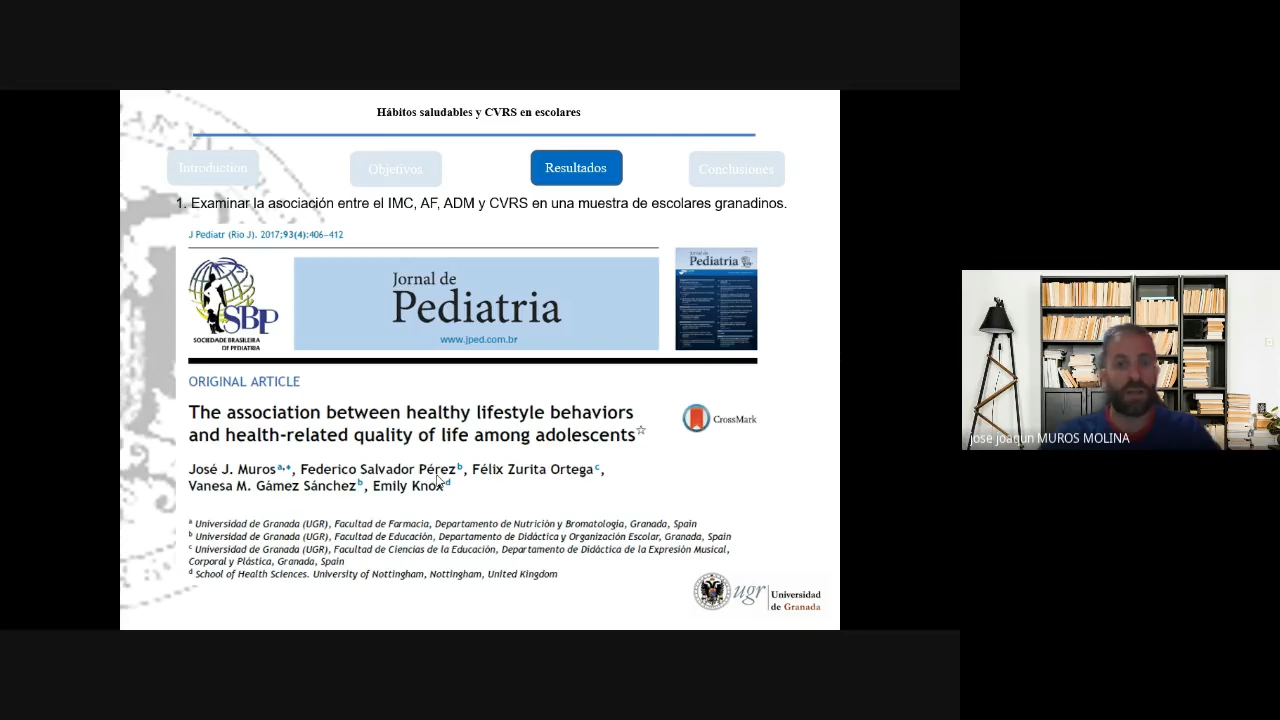 Hábitos saludables y CVRS en escolares
Introduction
Objetivos
Resultados
Conclusiones
1. Examinar la asociación entre el IMC, AF, ADM y CVRS en una muestra de escolares granadinos.
J Pediatr (Rio J). 2017;93(4):406–412
SBP
SOCIEDADE BRASILEIRA
DE PEDIATRIA
Jornal de
Pediatria
www.jped.com.br
Jornal de
Pediatria
ORIGINAL ARTICLE
The association between healthy lifestyle behaviors
and health-related quality of life among adolescents☆
CrossMark
José J. Muros a,*, Federico Salvador Pérez b, Félix Zurita Ortega c,
Vanesa M. Gámez Sánchez b, Emily Knox d
a Universidad de Granada (UGR), Facultad de Farmacia, Departamento de Nutrición y Bromatología, Granada, Spain
b Universidad de Granada (UGR), Facultad de Educación, Departamento de Didáctica y Organización Escolar, Granada, Spain
c Universidad de Granada (UGR), Facultad de Ciencias de la Educación, Departamento de Didáctica de la Expresión Musical,
Corporal y Plástica, Granada, Spain
d School of Health Sciences. University of Nottingham, Nottingham, United Kingdom
ugr
Universidad
de Granada
jose joaqun MUROS MOLINA